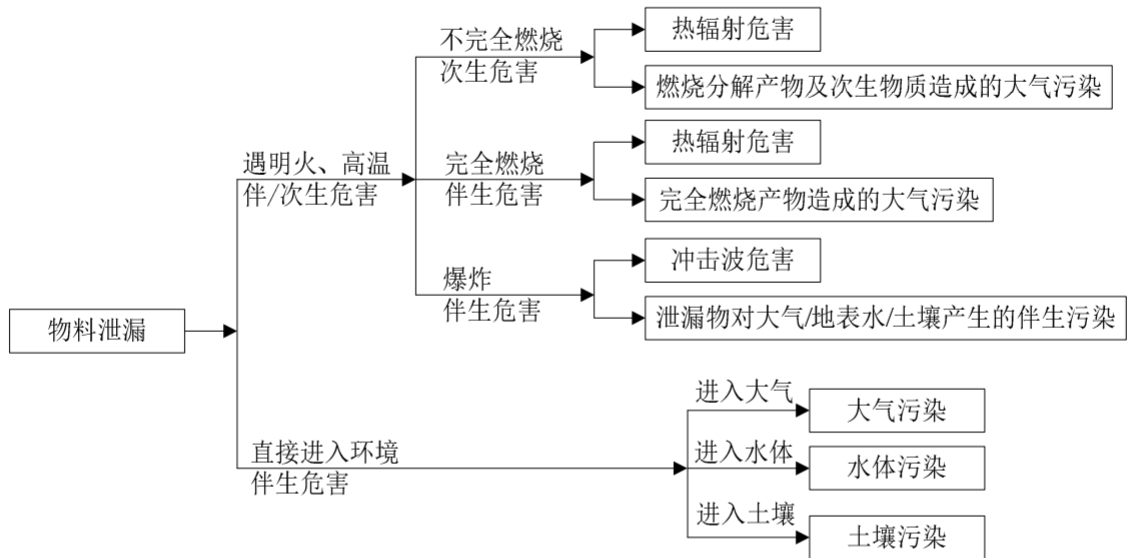 不完全燃烧
次生危害
热辐射危害
燃烧分解产物及次生物质造成的大气污染
遇明火、高温
伴/次生危害
完全燃烧
伴生危害
热辐射危害
完全燃烧产物造成的大气污染
爆炸
伴生危害
冲击波危害
泄漏物对大气/地表水/土壤产生的伴生污染
物料泄漏
直接进入环境
伴生危害
进入大气
大气污染
进入水体
水体污染
进入土壤
土壤污染